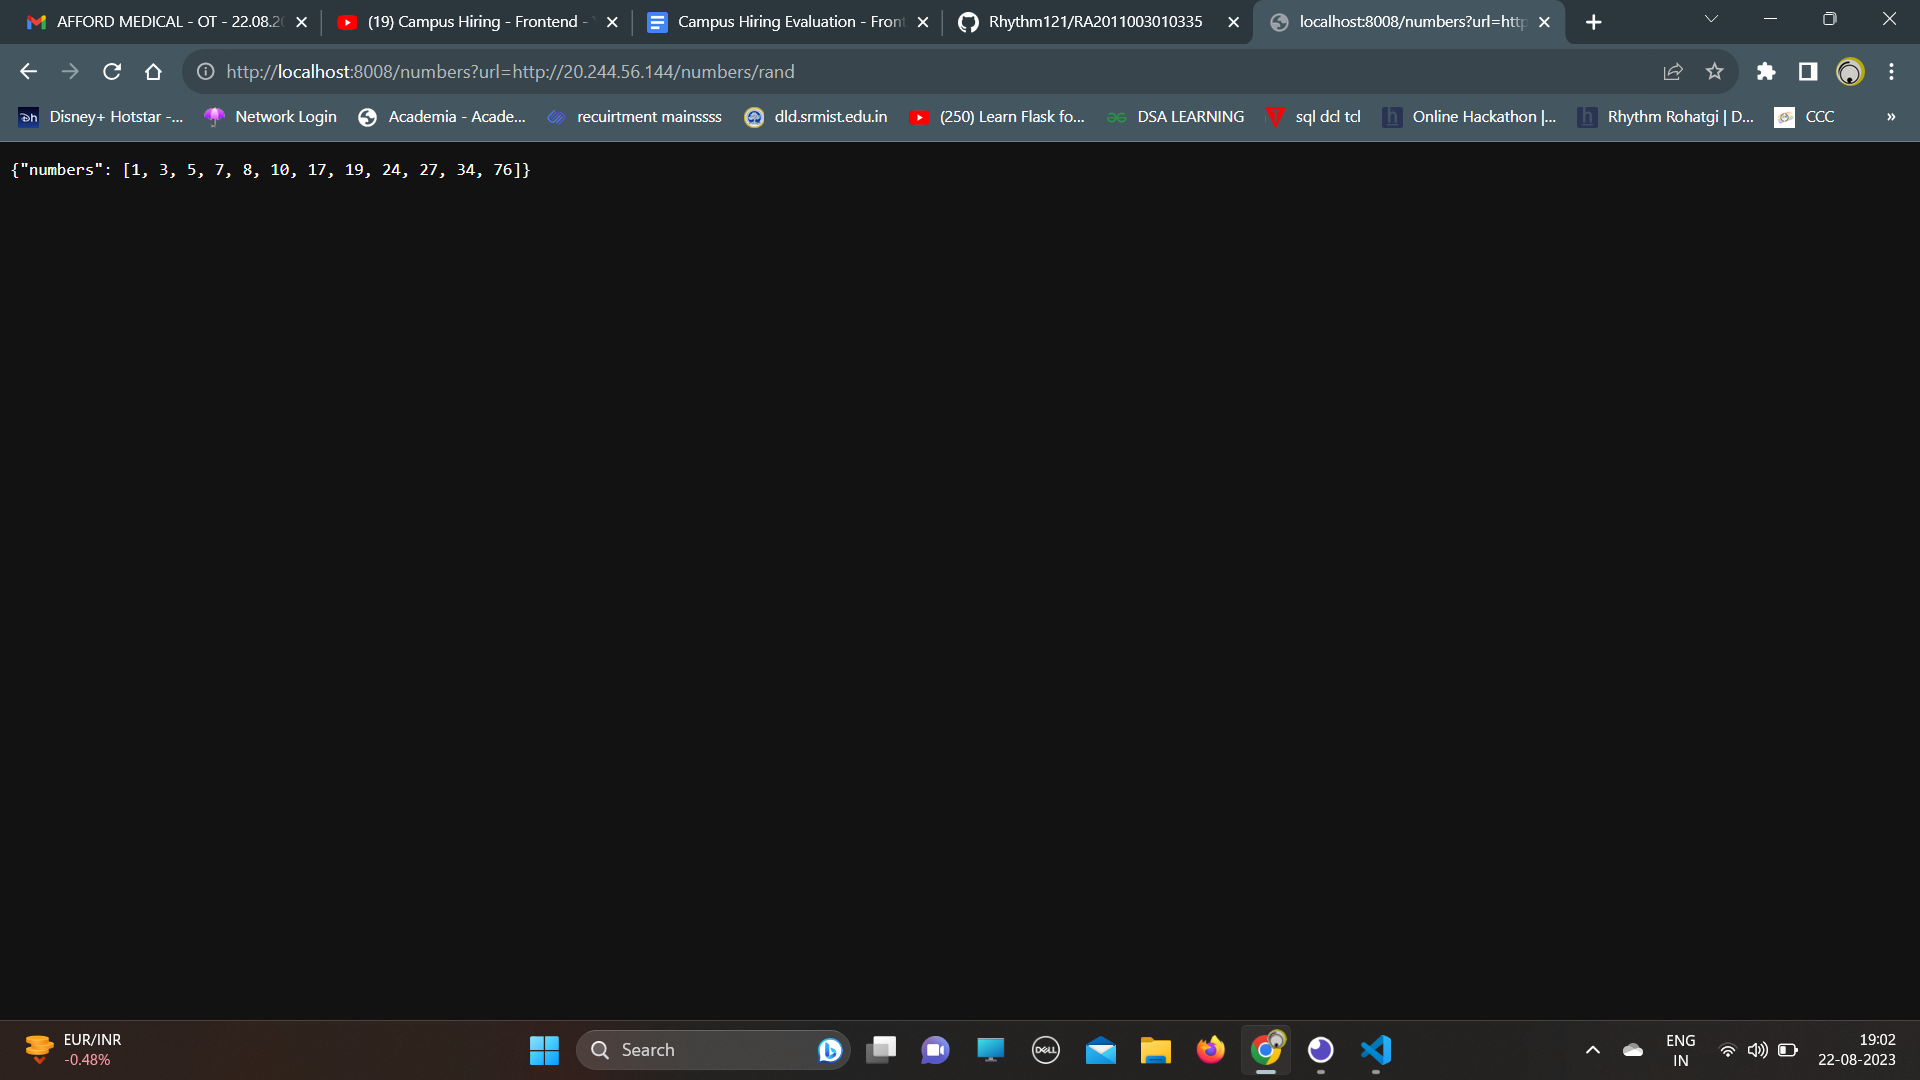 AFFORD MEDICAL - OT - 22.08.20
(19) Campus Hiring - Frontend -
Campus Hiring Evaluation - Front
Rhythm121/RA2011003010335
localhost:8008/numbers?url=http
http://localhost:8008/numbers?url=http://20.244.56.144/numbers/rand
Disney+ Hotstar -...
Network Login
Academia - Acade...
recuirtment mainssss
dld.srmist.edu.in
(250) Learn Flask fo...
DSA LEARNING
sql dcl tcl
Online Hackathon |...
Rhythm Rohatgi | D...
CCC
»
{"numbers": [1, 3, 5, 7, 8, 10, 17, 19, 24, 27, 34, 76]}
EUR/INR
-0.48%
Search
DELL
ENG
IN
19:02
22-08-2023